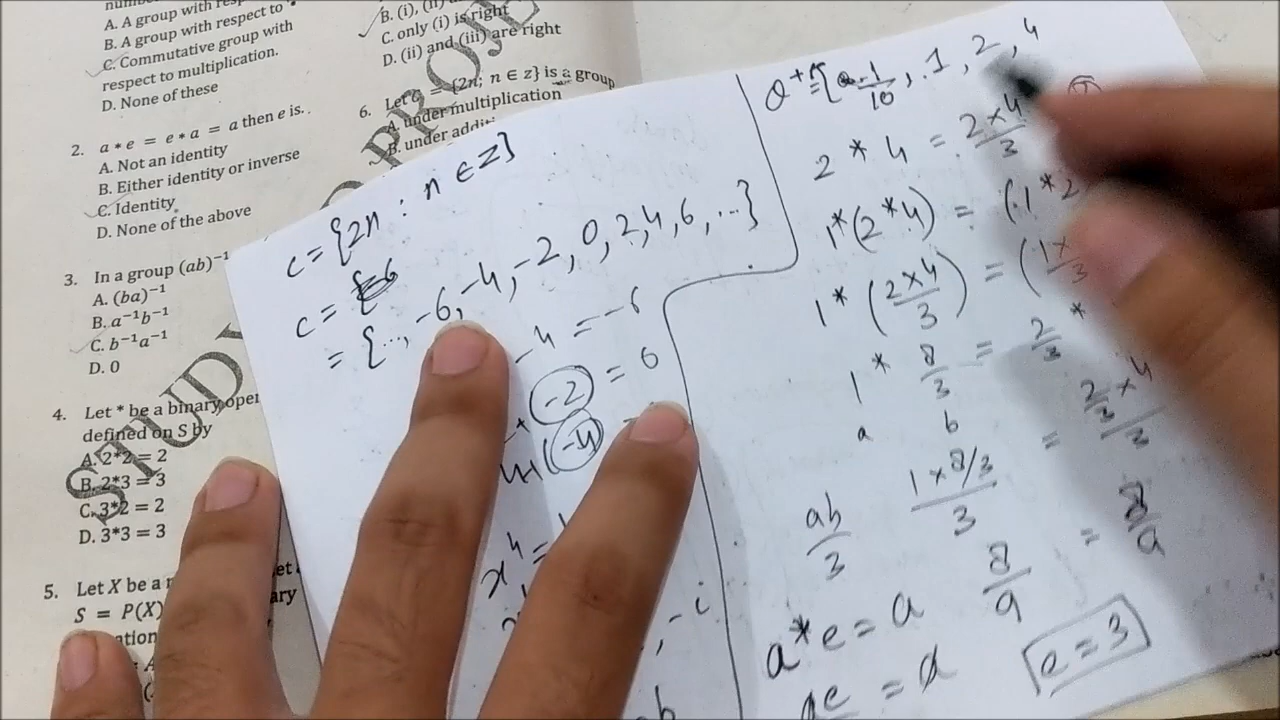 A. A group with
B. A group with respect to
C. Commutative group with
respect to multiplication.
D. None of these
2. a * e = e * a = a then e is.
A. Not an identity
B. Either identity or inverse
C. Identity
D. None of the above
3. In a group (ab)⁻¹
A. (ba)⁻¹
B. a⁻¹b⁻¹
C. b⁻¹a⁻¹
D. 0
4. Let * be a binary
defined on S by
A. 2*2 = 2
B. 2*3 = 3
C. 3*2 = 2
D. 3*3 = 3
5. Let X be a
S = P(X)
B. (i), (ii)
C. only (i) is right
D. (ii) and (iii) are right
6. Let = {2n; n ∈ z} is a group
A. under multiplication
B. under
STUDY PROJE
C = {2n : n ∈ Z}
C = {
= {..., -6, -4, -2, 0, 2, 4, 6, ...}
-4 = -6
-2 = 0
(-4)
x⁴ =
, -i
Q⁺ = { 1/10, .1, 2, 4
2 * 4 = 2×4/3
1*(2*4) = (1*2
1*(2×4/3) = (1×
1 * 8/3 = 2/3 *
a b
= 2/3 × 4/3
ab/3 1×8/3/3
8/9 = 8/9
a*e = a
ae = a
e = 3